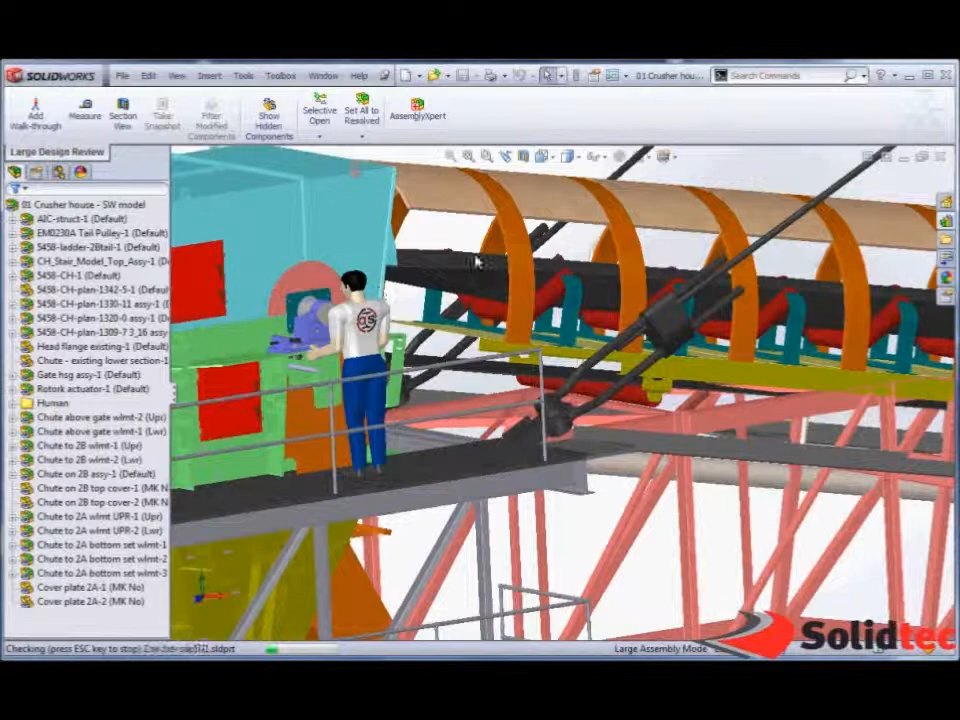 SOLIDWORKS File Edit View Insert Tools Toolbox Window Help 01 Crusher hou... Search Commands
Add Walk-through
Measure
Section View
Take Snapshot
Filter Modified Components
Show Hidden Components
Selective Open
Set All to Resolved
AssemblyXpert
Large Design Review
01 Crusher house - SW model
AIC-struct-1 (Default)
EM0230A Tail Pulley-1 (Default)
5458-ladder-2Btail-1 (Default)
CH_Stair_Model_Top_Assy-1 (D
5458-CH-1 (Default)
5458-CH-plan-1342-5-1 (Defaul
5458-CH-plan-1330-11 assy-1 (
5458-CH-plan-1320-0 assy-1 (
5458-CH-plan-1309-7 3_16 assy-
Head flange existing-1 (Default)
Chute - existing lower section-1
Gate hsg assy-1 (Default)
Rotork actuator-1 (Default)
Human
Chute above gate wlmt-2 (Upr)
Chute above gate wlmt-1 (Lwr)
Chute to 2B wlmt-1 (Upr)
Chute to 2B wlmt-2 (Lwr)
Chute on 2B assy-1 (Default)
Chute on 2B top cover-1 (MK N
Chute on 2B top cover-2 (MK N
Chute to 2A wlmt UPR-1 (Upr)
Chute to 2A wlmt UPR-2 (Lwr)
Chute to 2A bottom set wlmt-1
Chute to 2A bottom set wlmt-2
Chute to 2A bottom set wlmt-3
Cover plate 2A-1 (MK No)
Cover plate 2A-2 (MK No)
Solidtec
Checking (press ESC key to stop) .sldprt
Large Assembly Mode